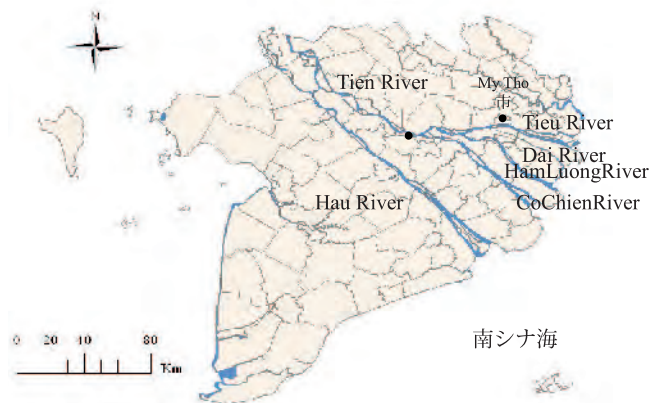 N
Tien River
My Tho
市
Tieu River
Dai River
HamLuongRiver
CoChienRiver
Hau River
南シナ海
0 20 40 80
Km